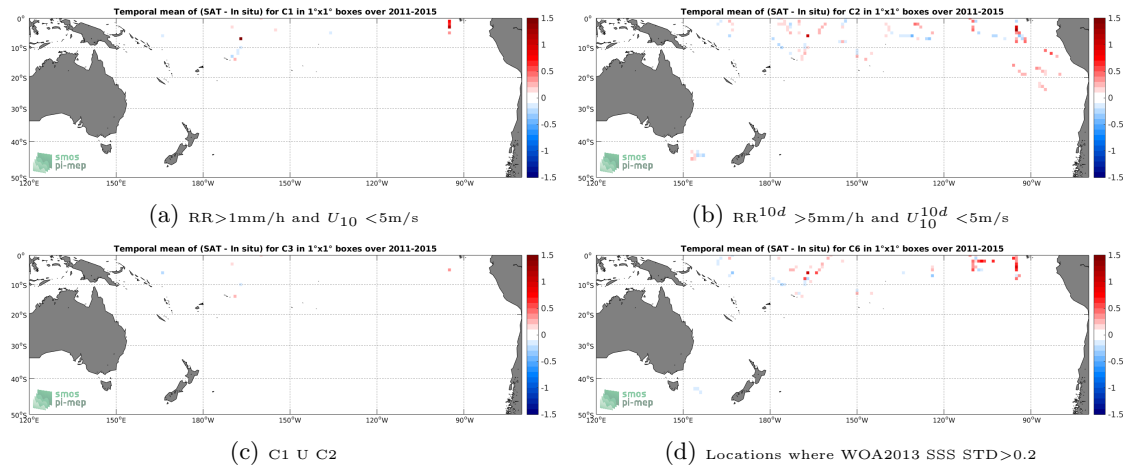 Temporal mean of (SAT - In situ) for C1 in 1°x1° boxes over 2011-2015
0°
10°S
20°S
30°S
40°S
50°S
120°E 150°E 180°W 150°W 120°W 90°W
1.5
1
0.5
0
-0.5
-1
-1.5
smos
pi-mep
(a) RR>1mm/h and U10 <5m/s
Temporal mean of (SAT - In situ) for C2 in 1°x1° boxes over 2011-2015
0°
10°S
20°S
30°S
40°S
50°S
120°E 150°E 180°W 150°W 120°W 90°W
1.5
1
0.5
0
-0.5
-1
-1.5
smos
pi-mep
(b) RR^10d >5mm/h and U10^10d <5m/s
Temporal mean of (SAT - In situ) for C3 in 1°x1° boxes over 2011-2015
0°
10°S
20°S
30°S
40°S
50°S
120°E 150°E 180°W 150°W 120°W 90°W
1.5
1
0.5
0
-0.5
-1
-1.5
smos
pi-mep
(c) C1 U C2
Temporal mean of (SAT - In situ) for C6 in 1°x1° boxes over 2011-2015
0°
10°S
20°S
30°S
40°S
50°S
120°E 150°E 180°W 150°W 120°W 90°W
1.5
1
0.5
0
-0.5
-1
-1.5
smos
pi-mep
(d) Locations where WOA2013 SSS STD>0.2